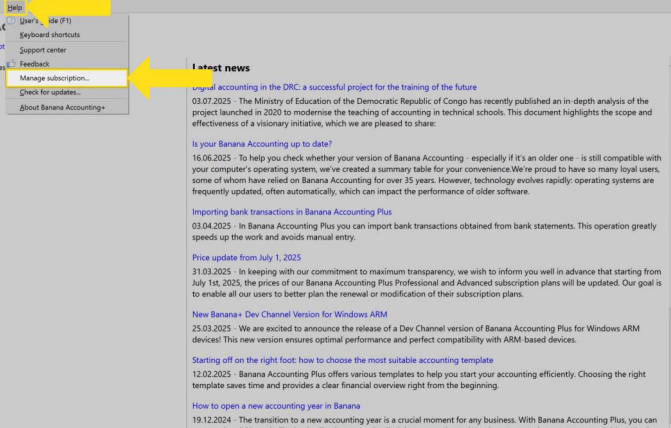 Help
User's ide (F1)
Keyboard shortcuts
Support center
Feedback
Manage subscription...
Check for updates...
About Banana Accounting+
Latest news
Digital accounting in the DRC: a successful project for the training of the future
03.07.2025 - The Ministry of Education of the Democratic Republic of Congo has recently published an in-depth analysis of the
project launched in 2020 to modernise the teaching of accounting in technical schools. This document highlights the scope and
effectiveness of a visionary initiative, which we are pleased to share:
Is your Banana Accounting up to date?
16.06.2025 - To help you check whether your version of Banana Accounting - especially if it's an older one - is still compatible with
your computer's operating system, we've created a summary table for your convenience.We're proud to have so many loyal users,
some of whom have relied on Banana Accounting for over 35 years. However, technology evolves rapidly: operating systems are
frequently updated, often automatically, which can impact the performance of older software.
Importing bank transactions in Banana Accounting Plus
03.04.2025 - In Banana Accounting Plus you can import bank transactions obtained from bank statements. This operation greatly
speeds up the work and avoids manual entry.
Price update from July 1, 2025
31.03.2025 - In keeping with our commitment to maximum transparency, we wish to inform you well in advance that starting from
July 1st, 2025, the prices of our Banana Accounting Plus Professional and Advanced subscription plans will be updated. Our goal is
to enable all our users to better plan the renewal or modification of their subscription plans.
New Banana+ Dev Channel Version for Windows ARM
25.03.2025 - We are excited to announce the release of a Dev Channel version of Banana Accounting Plus for Windows ARM
devices! This new version ensures optimal performance and perfect compatibility with ARM-based devices.
Starting off on the right foot: how to choose the most suitable accounting template
12.02.2025 - Banana Accounting Plus offers various templates to help you start your accounting efficiently. Choosing the right
template saves time and provides a clear financial overview right from the beginning.
How to open a new accounting year in Banana
19.12.2024 - The transition to a new accounting year is a crucial moment for any business. With Banana Accounting Plus, you can